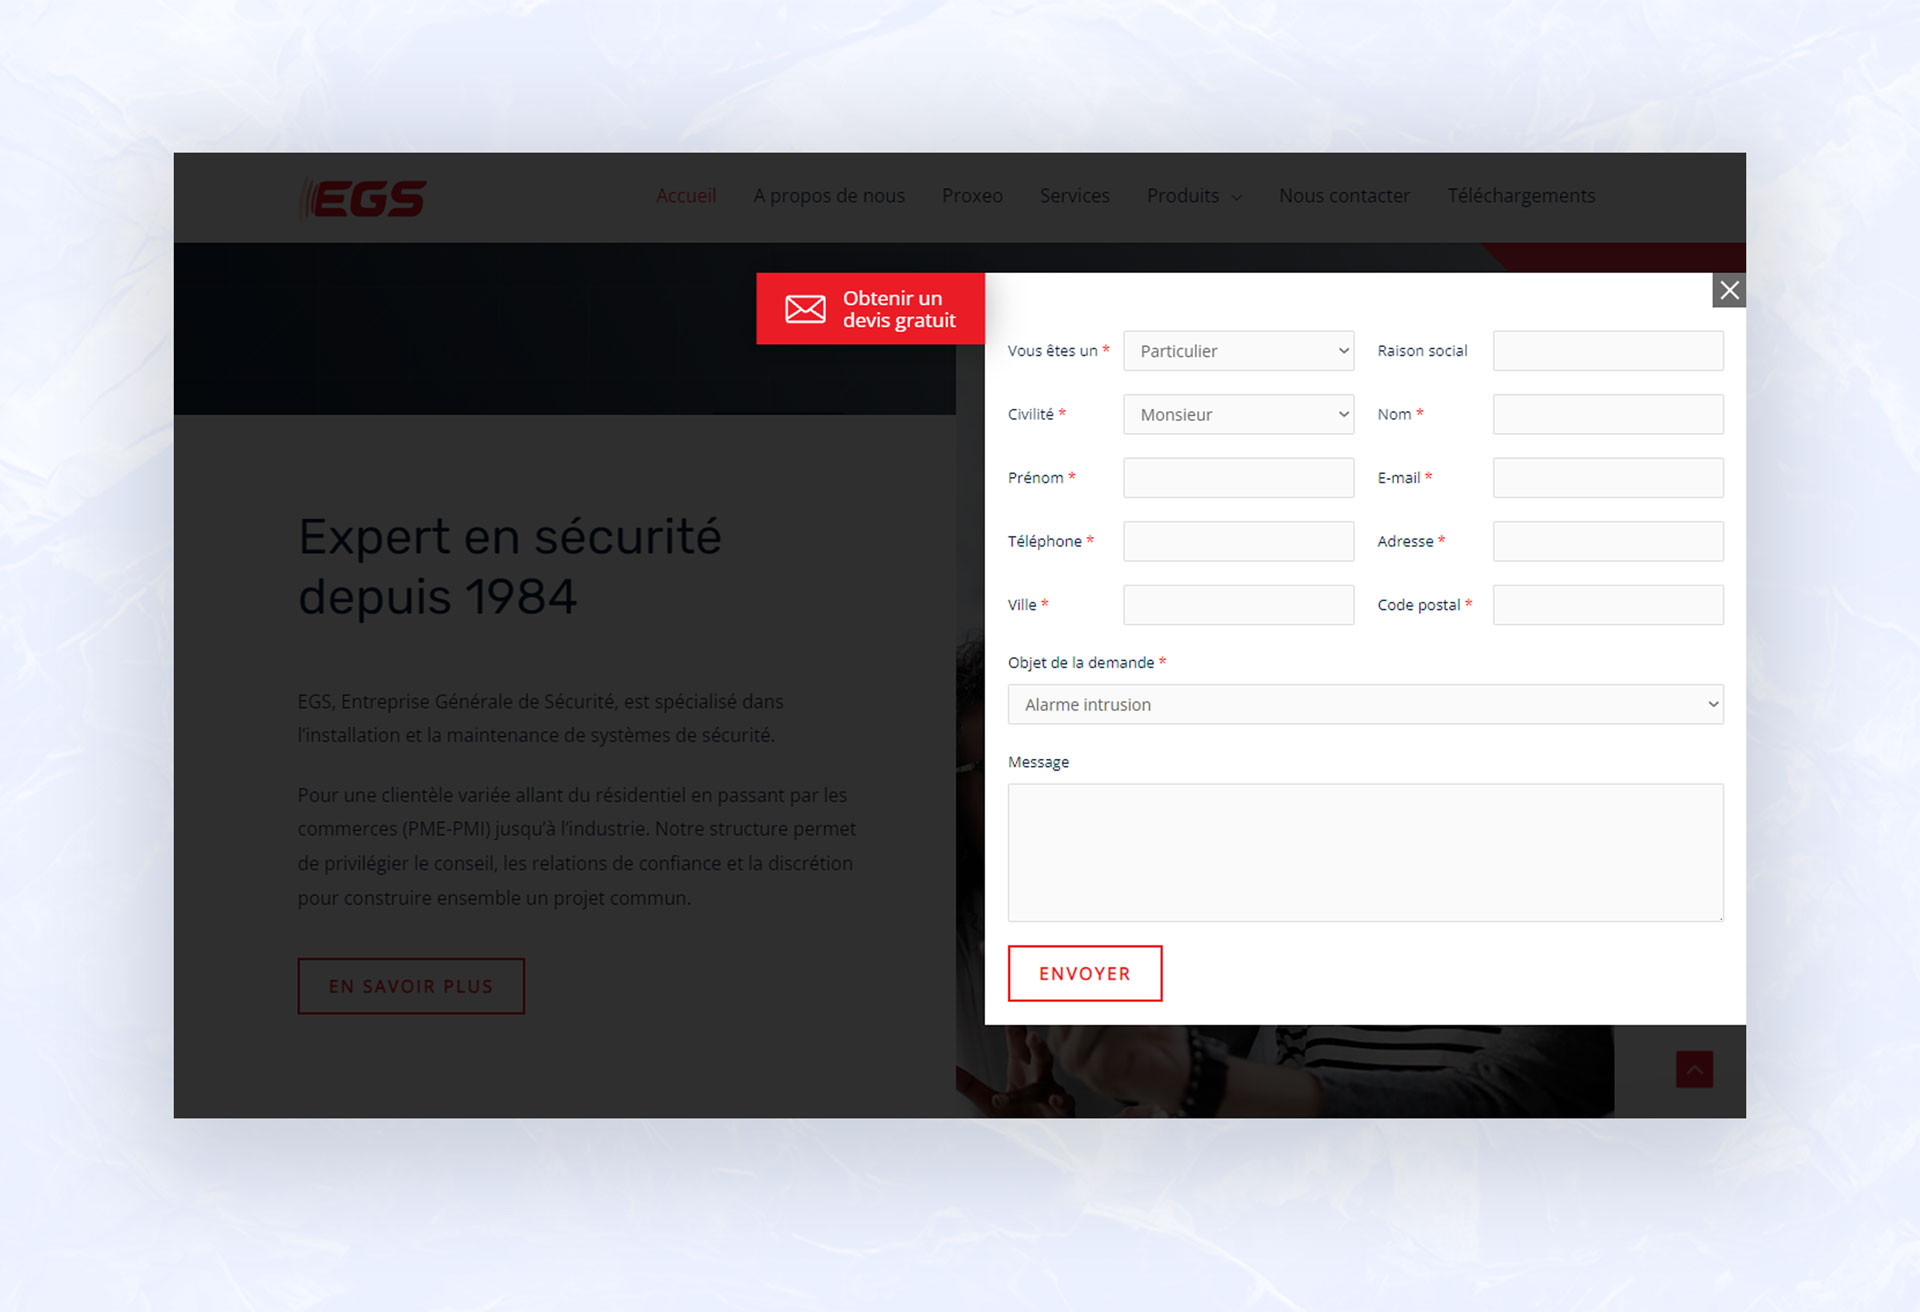 EGS
Accueil A propos de nous Proxeo Services Produits Nous contacter Téléchargements
Obtenir un
devis gratuit
Vous êtes un * Particulier Raison social
Civilité * Monsieur Nom *
Prénom * E-mail *
Téléphone * Adresse *
Ville * Code postal *
Objet de la demande *
Alarme intrusion
Message
ENVOYER
Expert en sécurité
depuis 1984
EGS, Entreprise Générale de Sécurité, est spécialisé dans
l'installation et la maintenance de systèmes de sécurité.
Pour une clientèle variée allant du résidentiel en passant par les
commerces (PME-PMI) jusqu'à l'industrie. Notre structure permet
de privilégier le conseil, les relations de confiance et la discrétion
pour construire ensemble un projet commun.
EN SAVOIR PLUS